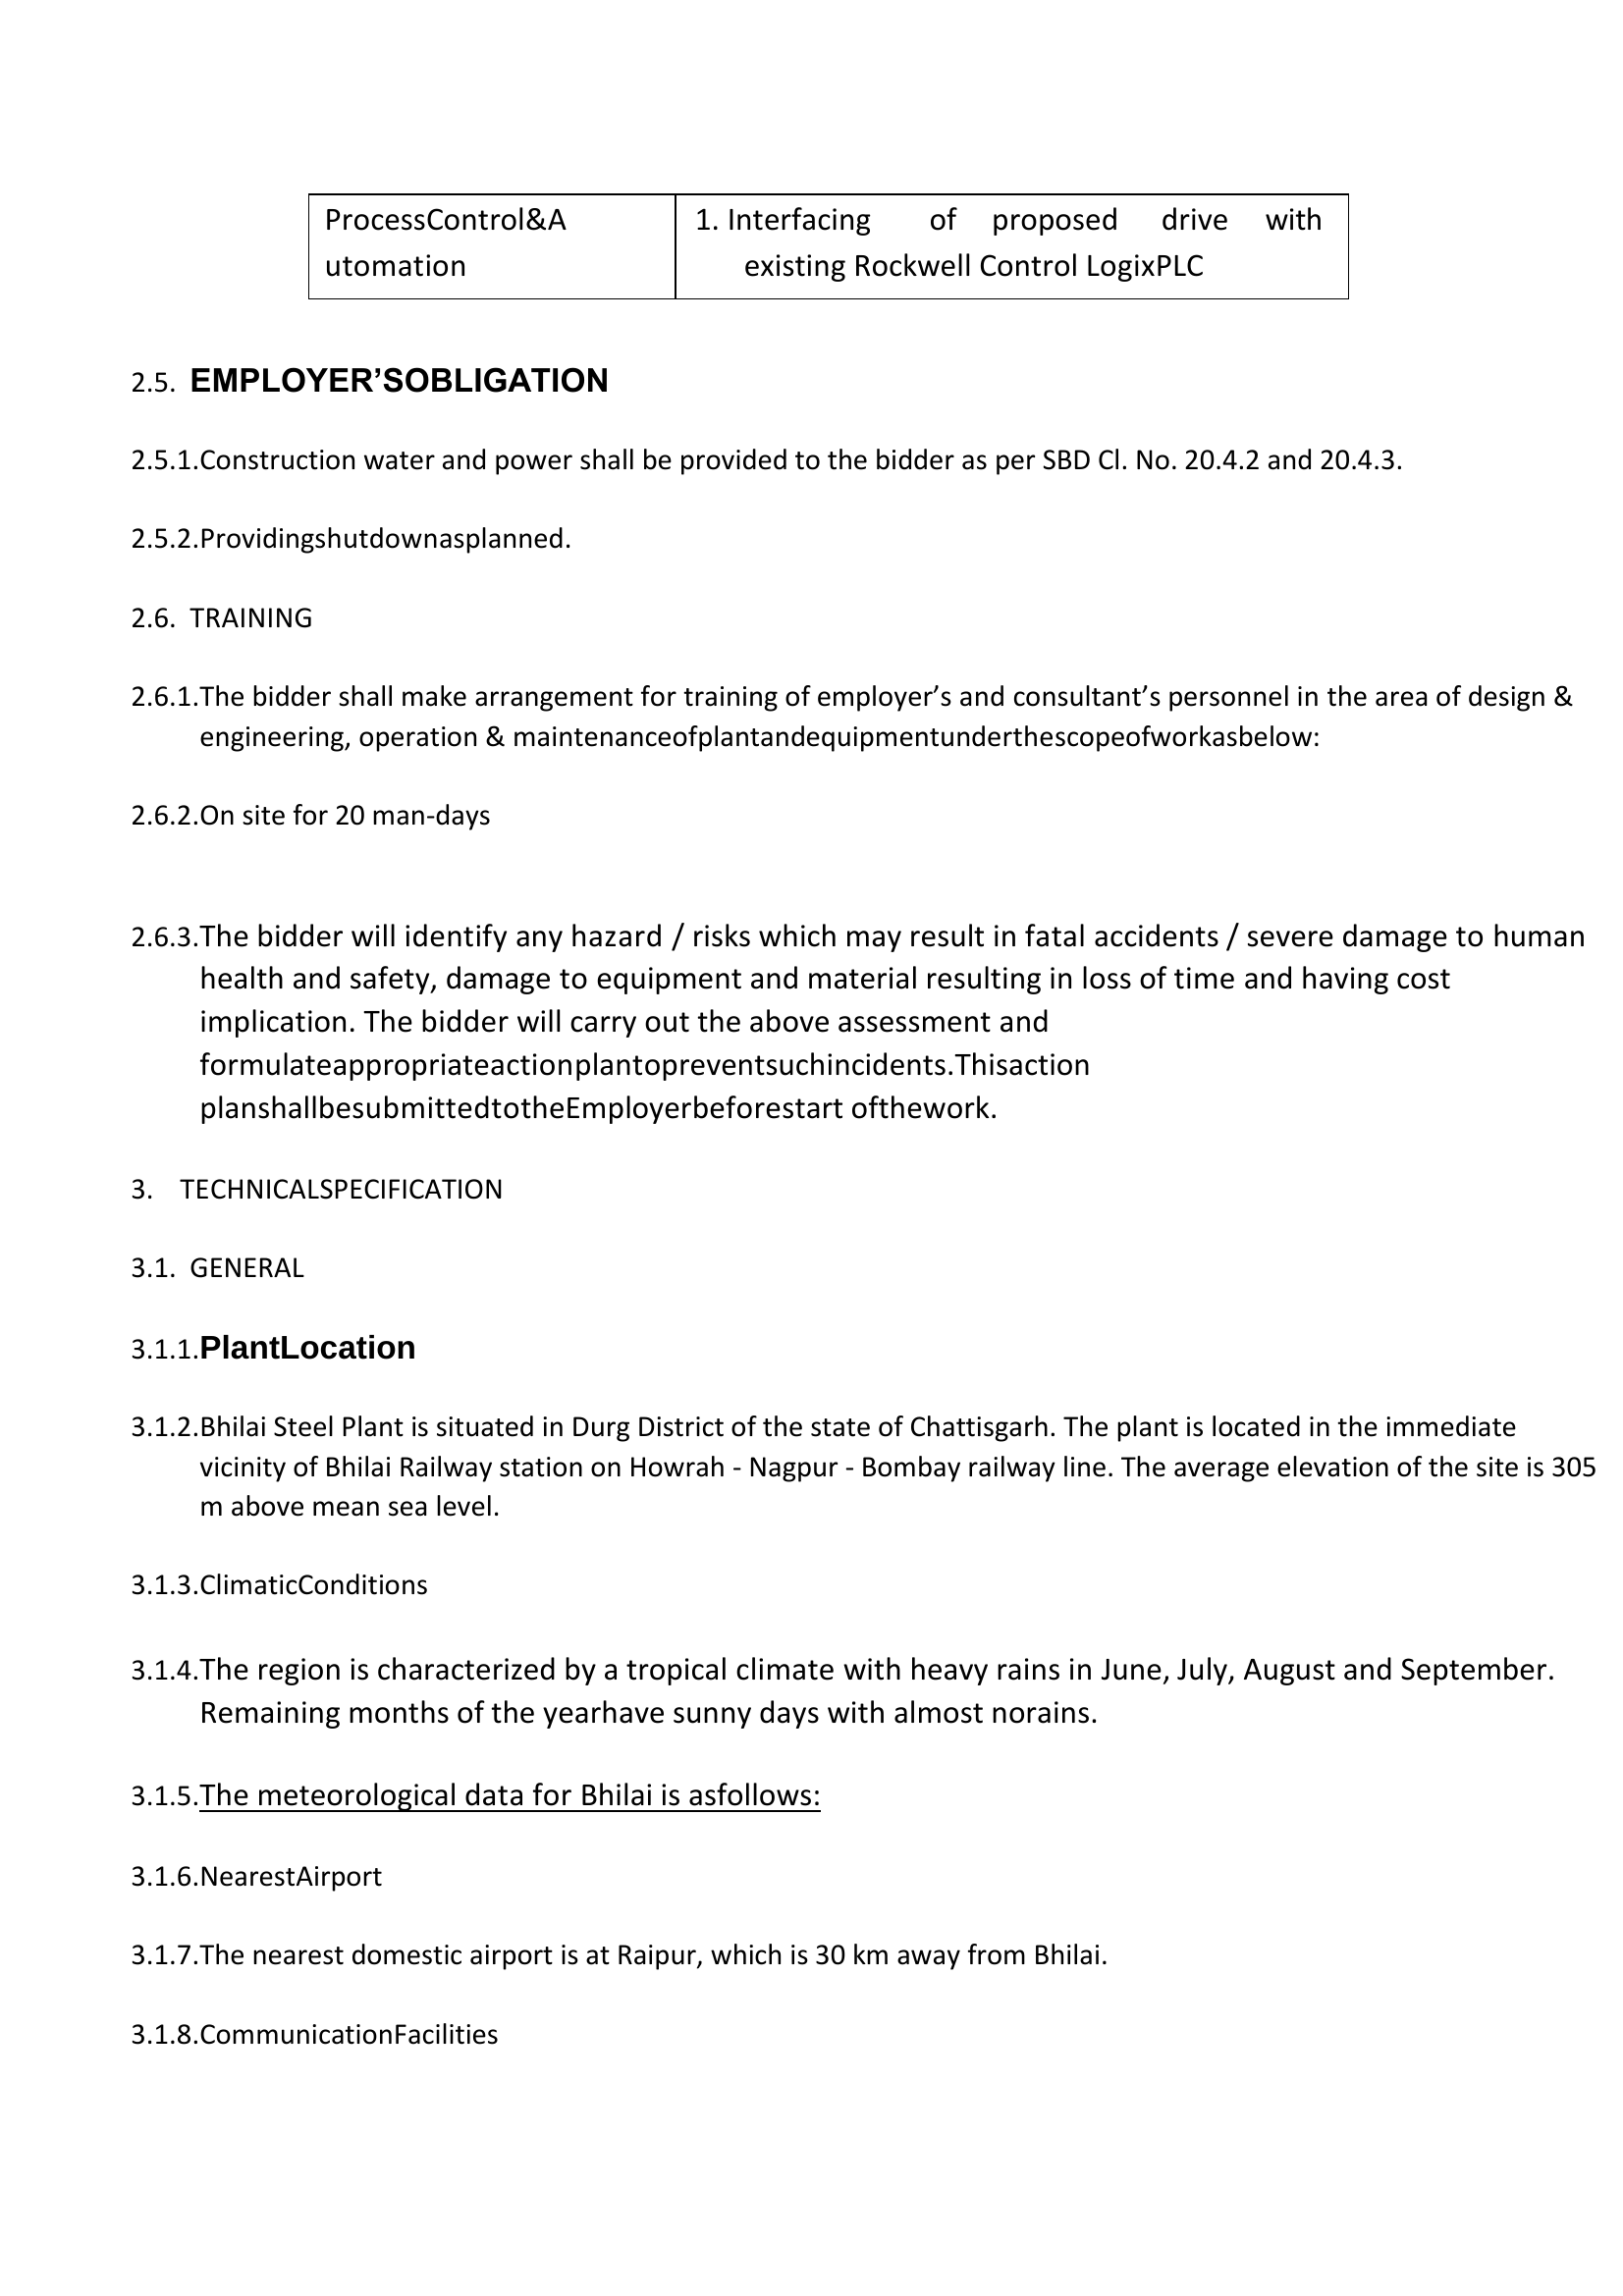 ProcessControl&A
utomation
1. Interfacing of proposed drive with
existing Rockwell Control LogixPLC
2.5. EMPLOYER’SOBLIGATION
2.5.1.Construction water and power shall be provided to the bidder as per SBD Cl. No. 20.4.2 and 20.4.3.
2.5.2.Providingshutdownasplanned.
2.6. TRAINING
2.6.1.The bidder shall make arrangement for training of employer’s and consultant’s personnel in the area of design &
engineering, operation & maintenanceofplantandequipmentunderthescopeofworkasbelow:
2.6.2.On site for 20 man-days
2.6.3.The bidder will identify any hazard / risks which may result in fatal accidents / severe damage to human
health and safety, damage to equipment and material resulting in loss of time and having cost
implication. The bidder will carry out the above assessment and
formulateappropriateactionplantopreventsuchincidents.Thisaction
planshallbesubmittedtotheEmployerbeforestart ofthework.
3. TECHNICALSPECIFICATION
3.1. GENERAL
3.1.1.PlantLocation
3.1.2.Bhilai Steel Plant is situated in Durg District of the state of Chattisgarh. The plant is located in the immediate
vicinity of Bhilai Railway station on Howrah - Nagpur - Bombay railway line. The average elevation of the site is 305
m above mean sea level.
3.1.3.ClimaticConditions
3.1.4.The region is characterized by a tropical climate with heavy rains in June, July, August and September.
Remaining months of the yearhave sunny days with almost norains.
3.1.5.The meteorological data for Bhilai is asfollows:
3.1.6.NearestAirport
3.1.7.The nearest domestic airport is at Raipur, which is 30 km away from Bhilai.
3.1.8.CommunicationFacilities